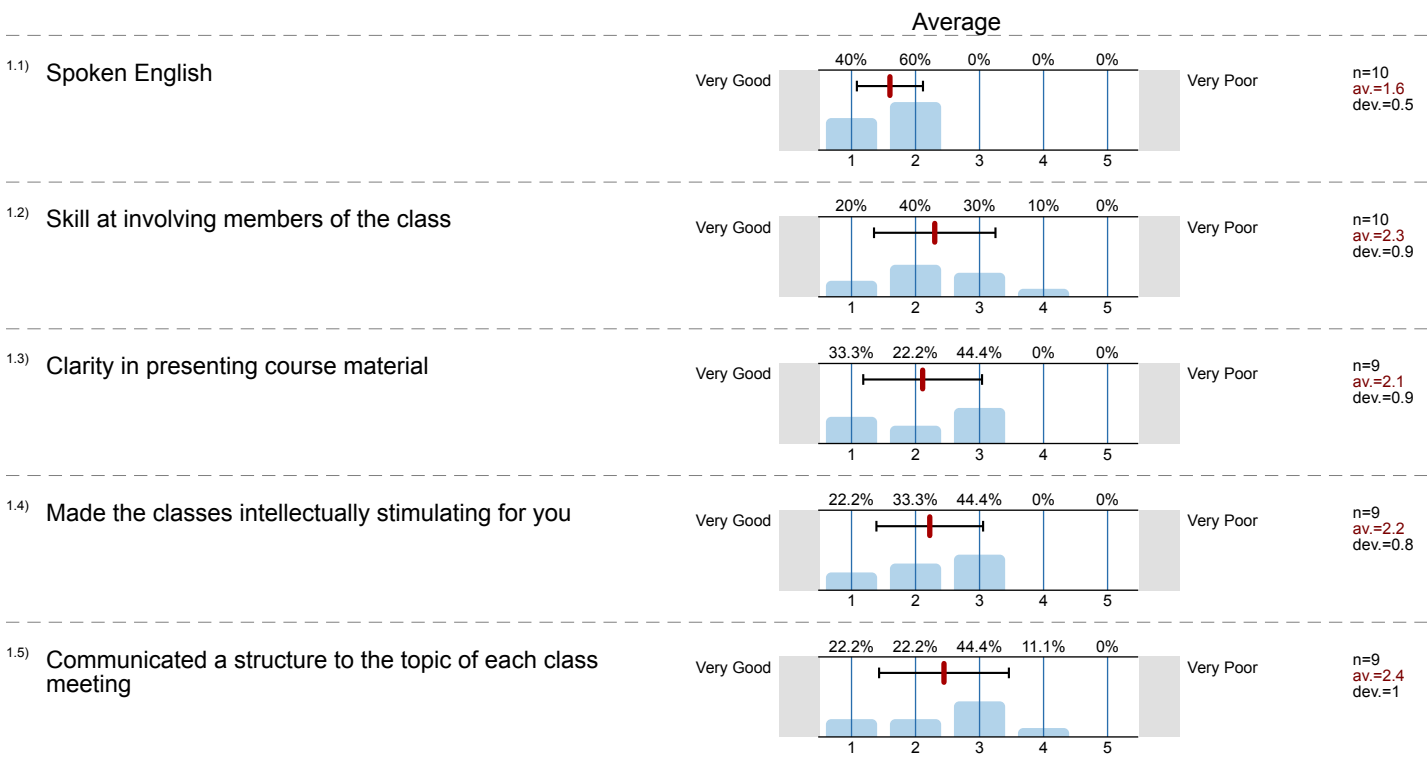 Average
1.1) Spoken English
40% 60% 0% 0% 0%
Very Good
Very Poor
1 2 3 4 5
n=10
av.=1.6
dev.=0.5
1.2) Skill at involving members of the class
20% 40% 30% 10% 0%
Very Good
Very Poor
1 2 3 4 5
n=10
av.=2.3
dev.=0.9
1.3) Clarity in presenting course material
33.3% 22.2% 44.4% 0% 0%
Very Good
Very Poor
1 2 3 4 5
n=9
av.=2.1
dev.=0.9
1.4) Made the classes intellectually stimulating for you
22.2% 33.3% 44.4% 0% 0%
Very Good
Very Poor
1 2 3 4 5
n=9
av.=2.2
dev.=0.8
1.5) Communicated a structure to the topic of each class
meeting
22.2% 22.2% 44.4% 11.1% 0%
Very Good
Very Poor
1 2 3 4 5
n=9
av.=2.4
dev.=1